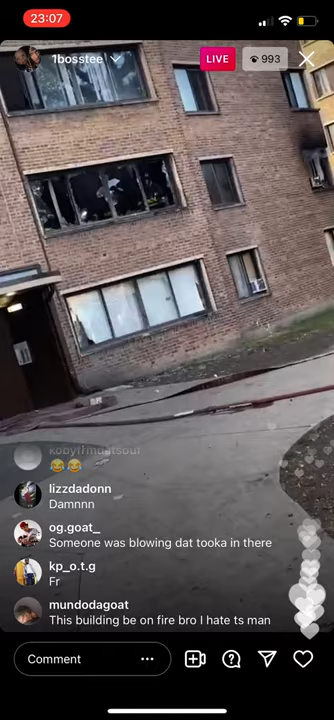 23:07
1bosstee
LIVE
993
😂😂
lizzdadonn
Damnnn
og.goat_
Someone was blowing dat tooka in there
kp_o.t.g
Fr
mundodagoat
This building be on fire bro I hate ts man
Comment